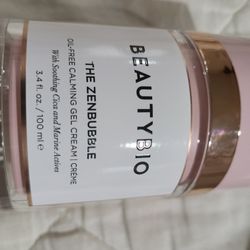 BEAUTYBIO
THE ZENBUBBLE
OIL-FREE CALMING GEL CREAM | CRÈME
With Soothing Cica and Marine Actives
3.4 fl. oz. / 100 ml ℮